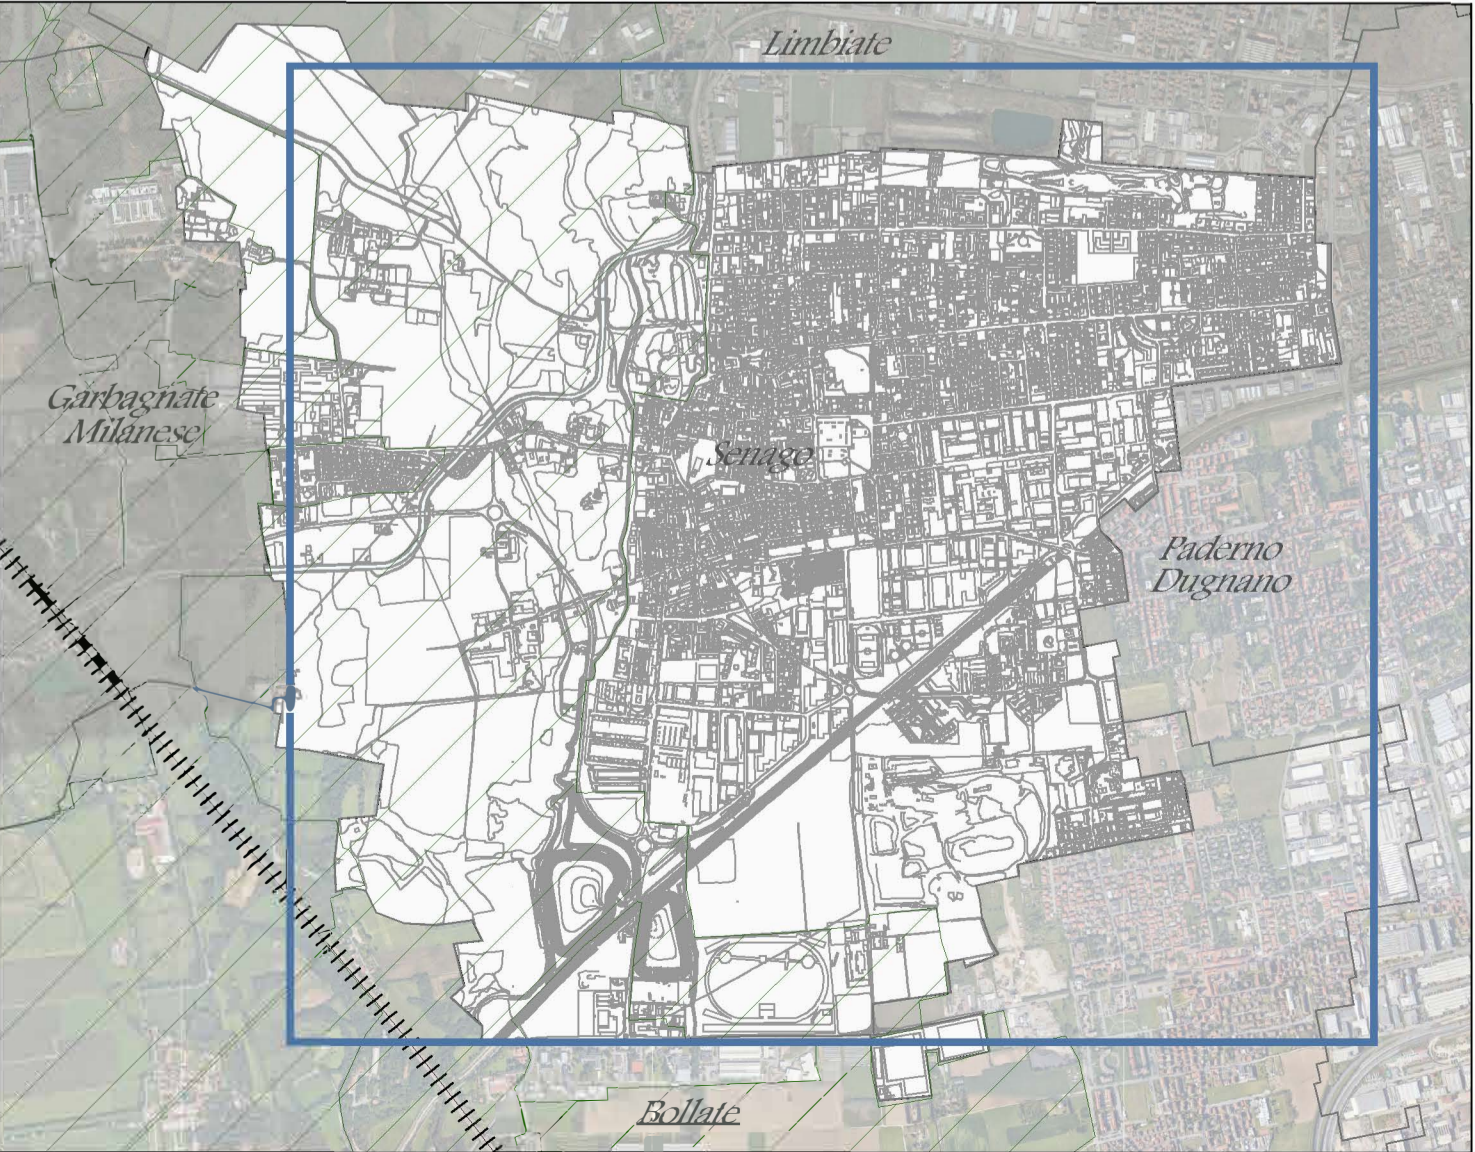 Limbiate
Garbagnate
Milanese
Senago
Paderno
Dugnano
Bollate